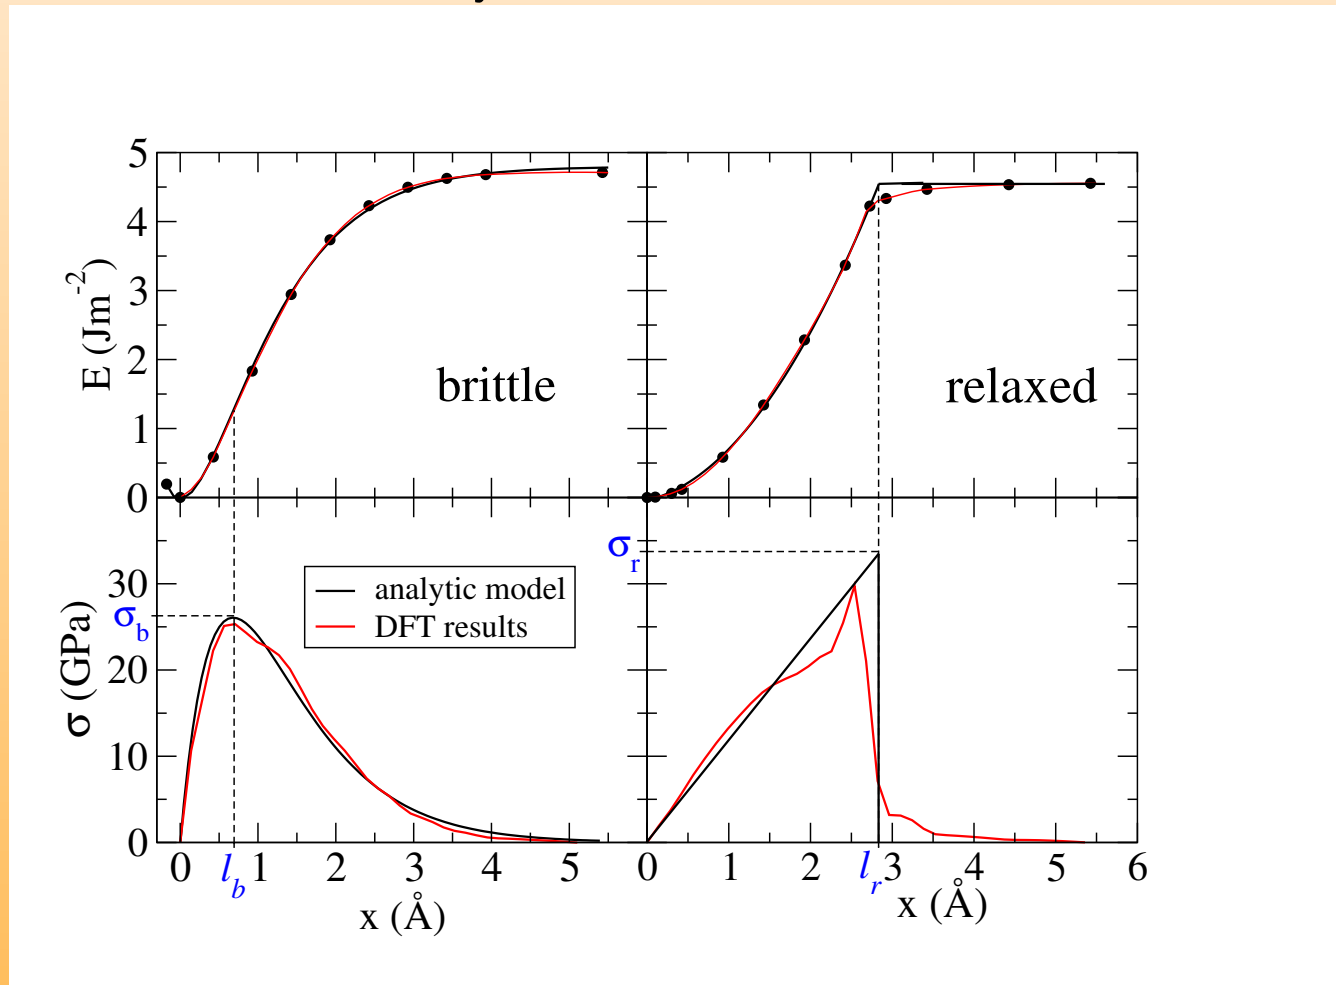 5
4
3
2
1
0
E (Jm⁻²)
brittle
relaxed
σr
30
20
10
0
σb
σ (GPa)
analytic model
DFT results
0 1 2 3 4 5
lb
x (Å)
0 1 2 3 4 5 6
lr
x (Å)